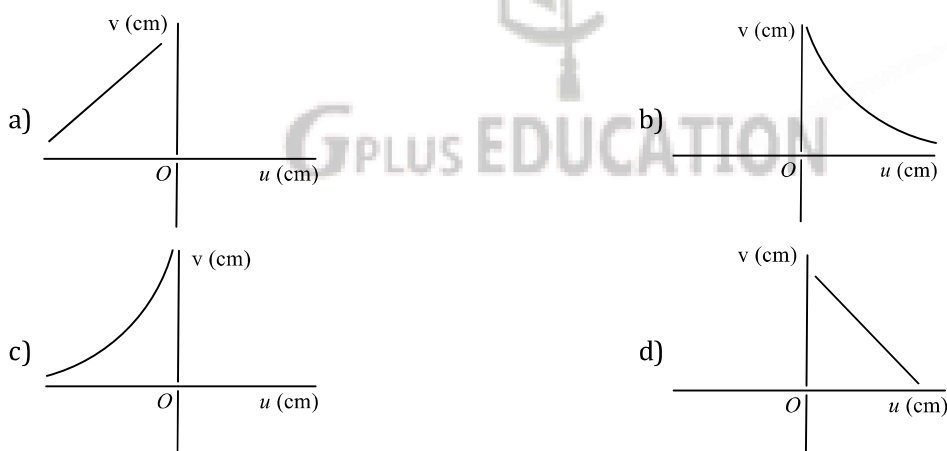 v (cm)
a)
O
u (cm)
v (cm)
b)
O
u (cm)
GPLUS EDUCATION
v (cm)
c)
O
u (cm)
v (cm)
d)
O
u (cm)